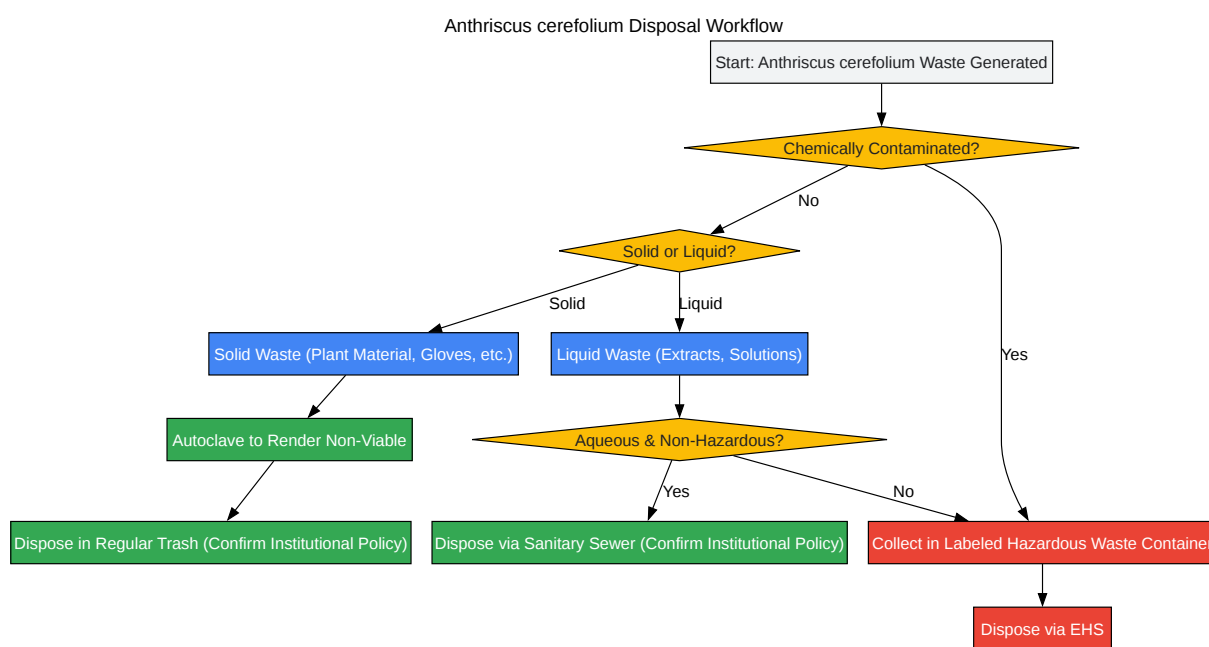 Anthriscus cerefolium Disposal Workflow
Start: Anthriscus cerefolium Waste Generated
Chemically Contaminated?
No
Solid or Liquid?
Solid
Liquid
Solid Waste (Plant Material, Gloves, etc.)
Liquid Waste (Extracts, Solutions)
Yes
Autoclave to Render Non-Viable
Aqueous & Non-Hazardous?
Yes
No
Dispose in Regular Trash (Confirm Institutional Policy)
Dispose via Sanitary Sewer (Confirm Institutional Policy)
Collect in Labeled Hazardous Waste Container
Dispose via EHS